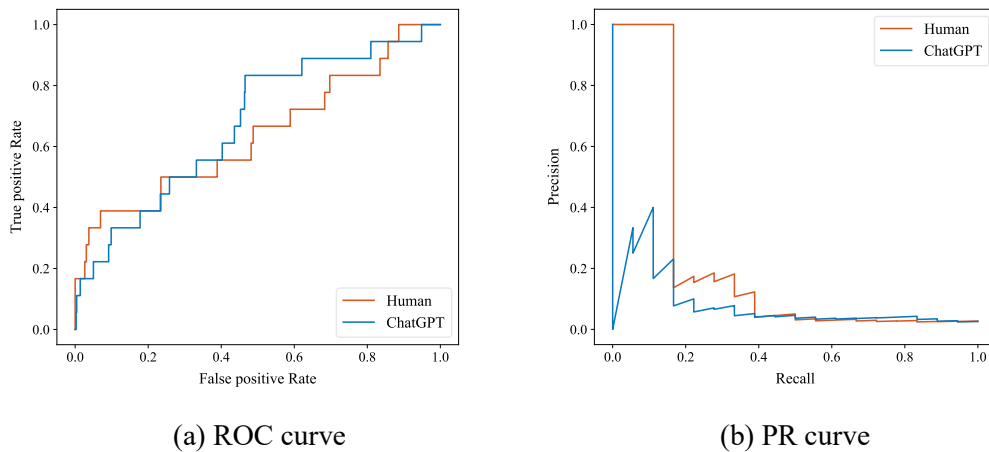 1.0
0.8
0.6
0.4
0.2
0.0
True positive Rate
0.0 0.2 0.4 0.6 0.8 1.0
False positive Rate
Human
ChatGPT
(a) ROC curve
1.0
0.8
0.6
0.4
0.2
0.0
Precision
0.0 0.2 0.4 0.6 0.8 1.0
Recall
Human
ChatGPT
(b) PR curve